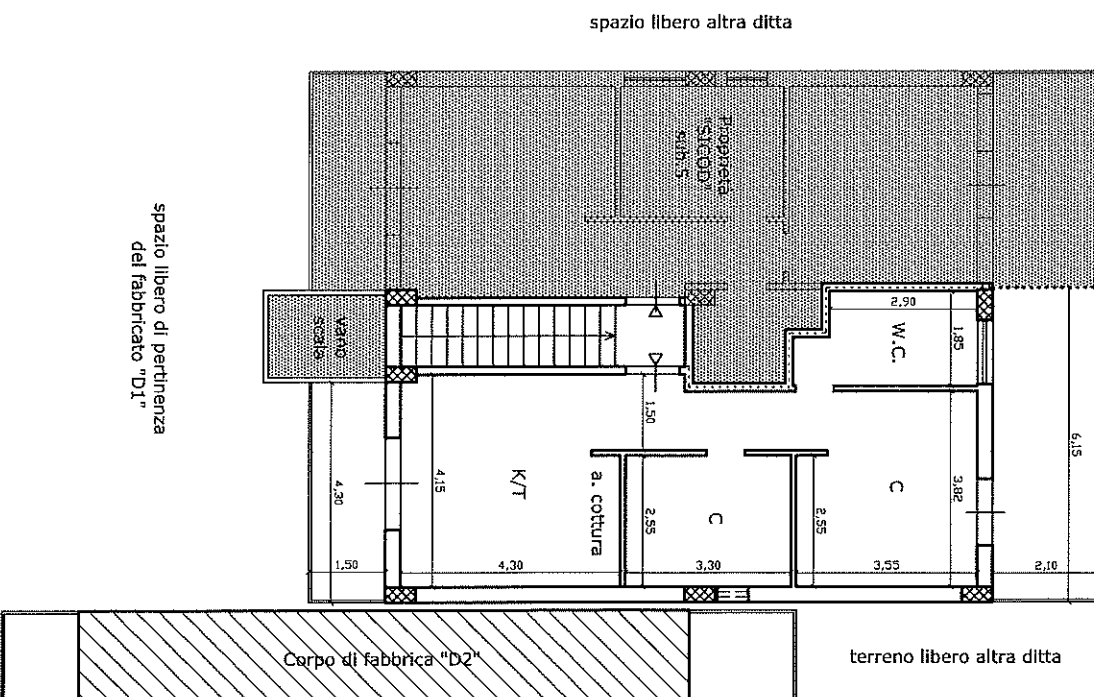 spazio libero altra ditta
Proprietà
"SICOD"
sub.5
spazio libero di pertinenza
del fabbricato "D1"
vano
scala
2,90
W.C.
1,85
6,15
1,50
4,30
4,15
K/T
a. cottura
2,55
C
2,55
C
3,82
1,50
4,30
3,30
3,55
2,10
Corpo di fabbrica "D2"
terreno libero altra ditta